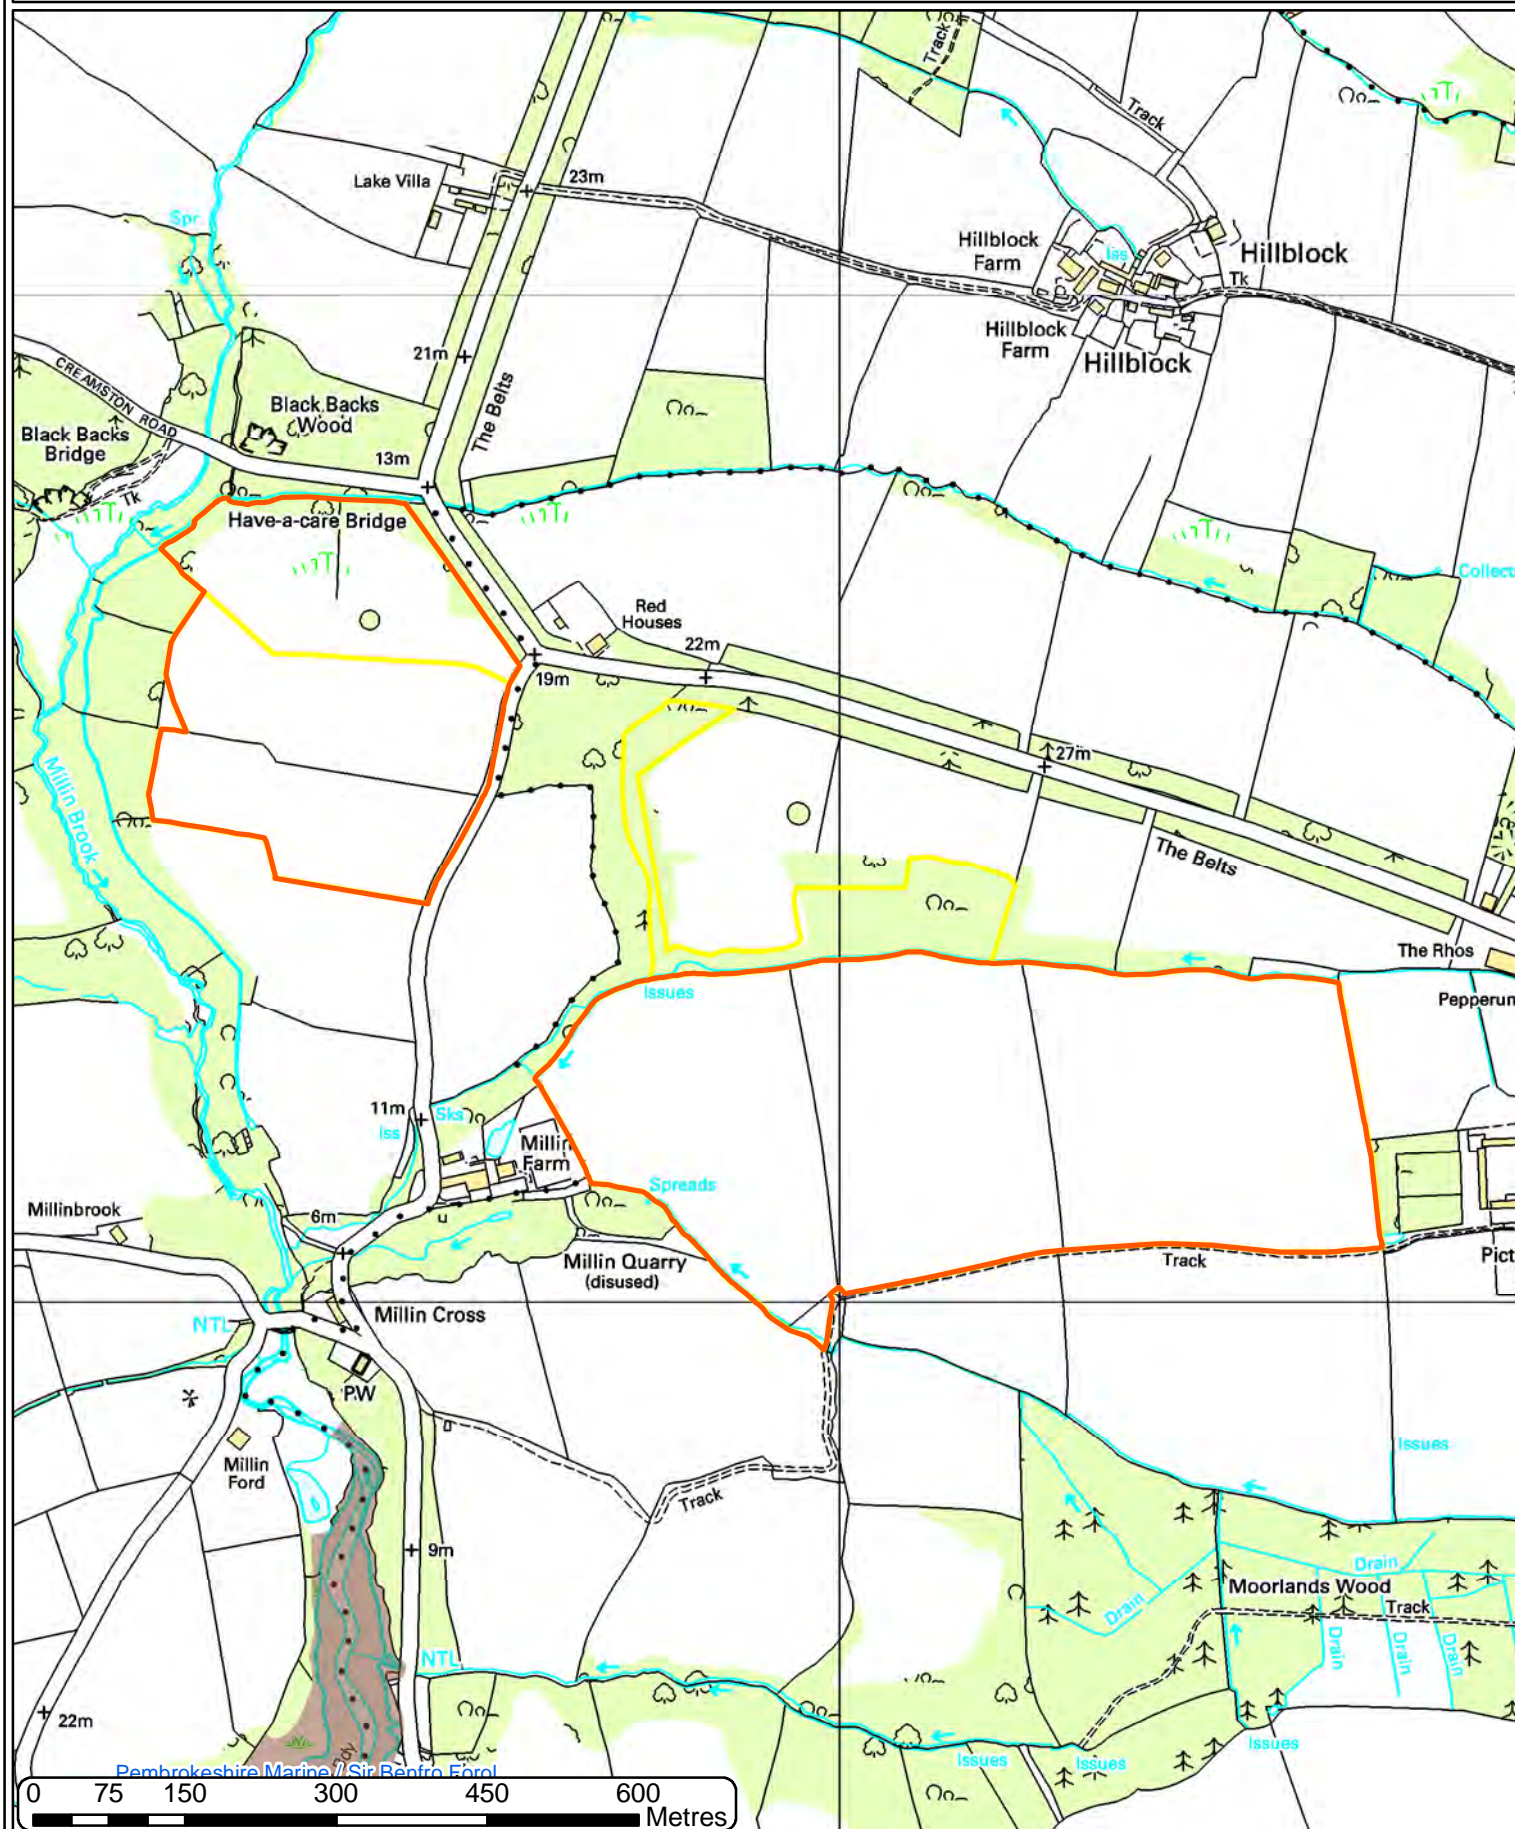 Track
Track
Lake Villa
23m
Spr
Hillblock
Farm
Iss
Hillblock
Tk
Hillblock
Farm
Hillblock
21m
The Belts
CREAMSTON ROAD
Black Backs
Wood
Black Backs
Bridge
13m
Tk
Have-a-care Bridge
Collect
Red
Houses
22m
19m
27m
Millin Brook
The Belts
The Rhos
Issues
Pepperun
11m
Sks
Iss
Millin
Farm
Spreads
Millinbrook
6m
u
Millin Quarry
(disused)
Track
Pict
Millin Cross
NTL
PW
Millin
Ford
Issues
Track
9m
Drain
Moorlands Wood
Track
Drain
Drain
Drain
Drain
NTL
22m
Issues
Issues
Issues
Pembrokeshire Marine / Sir Benfro Forol
0 75 150 300 450 600
Metres